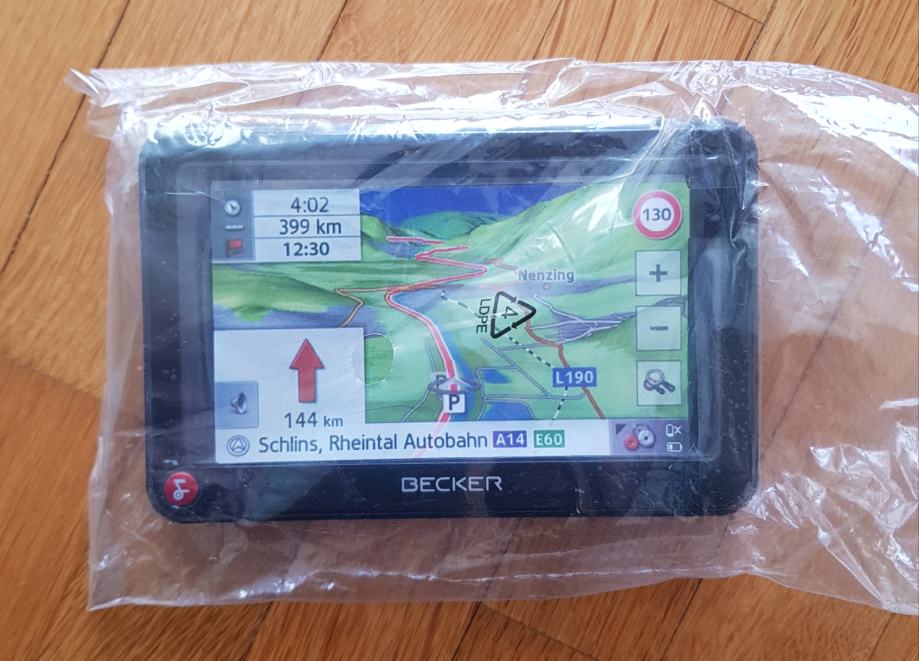 4:02
399 km
12:30
130
Nenzing
4
LDPE
L190
P
144 km
Schlins, Rheintal Autobahn A14 E60
BECKER